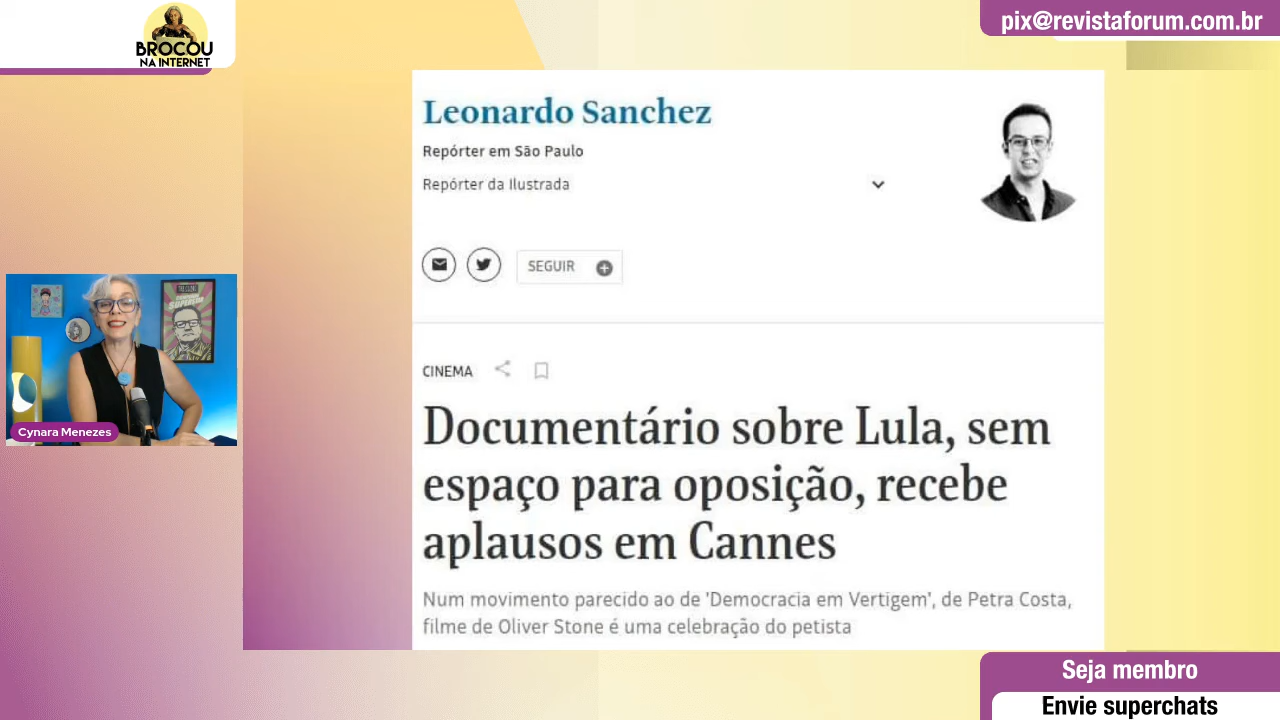 BROCOU
NA INTERNET
pix@revistaforum.com.br
Leonardo Sanchez
Repórter em São Paulo
Repórter da Ilustrada
SEGUIR
CINEMA
Documentário sobre Lula, sem
espaço para oposição, recebe
aplausos em Cannes
Num movimento parecido ao de 'Democracia em Vertigem', de Petra Costa,
filme de Oliver Stone é uma celebração do petista
Cynara Menezes
Seja membro
Envie superchats